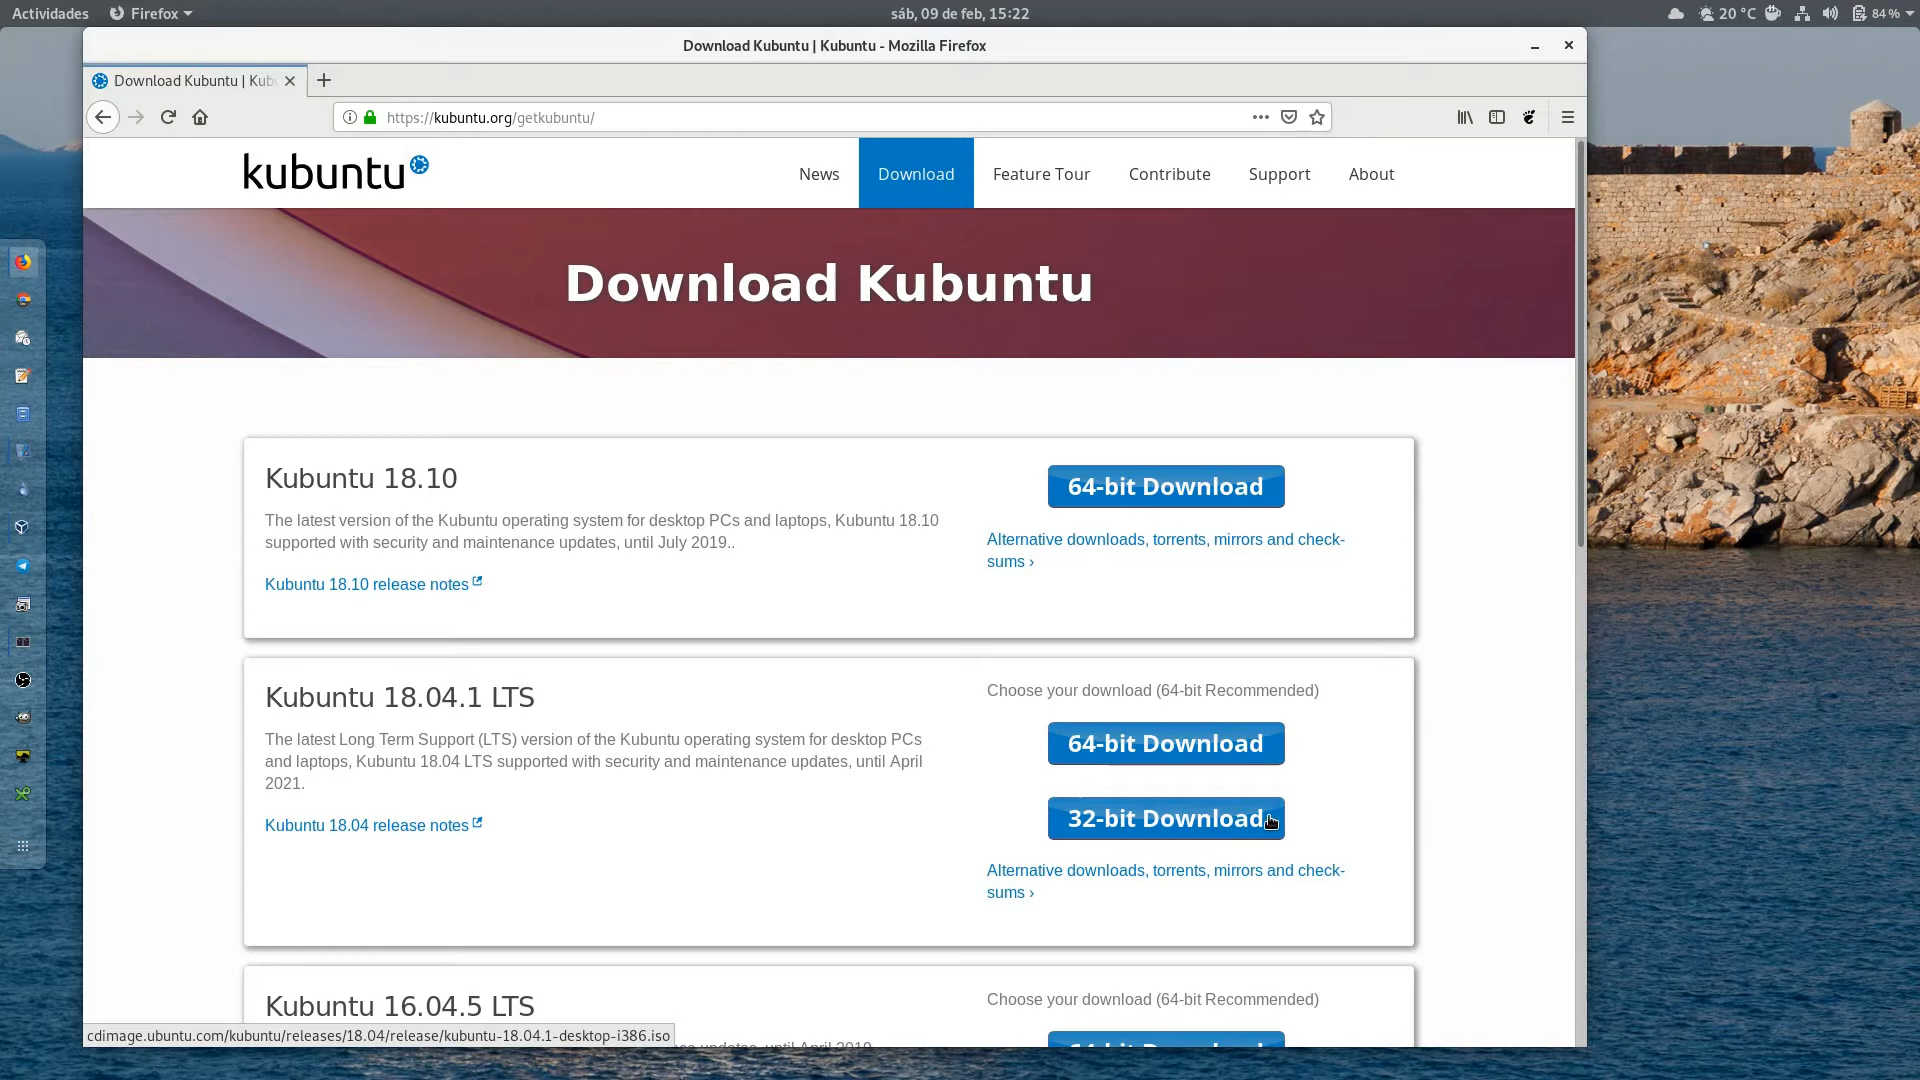 Actividades
Firefox
sáb, 09 de feb, 15:22
20 °C
84 %
Download Kubuntu | Kubuntu - Mozilla Firefox
Download Kubuntu | Kub
https://kubuntu.org/getkubuntu/
kubuntu
News
Download
Feature Tour
Contribute
Support
About
Download Kubuntu
Kubuntu 18.10
The latest version of the Kubuntu operating system for desktop PCs and laptops, Kubuntu 18.10
supported with security and maintenance updates, until July 2019..
Kubuntu 18.10 release notes
64-bit Download
Alternative downloads, torrents, mirrors and check-
sums ›
Kubuntu 18.04.1 LTS
The latest Long Term Support (LTS) version of the Kubuntu operating system for desktop PCs
and laptops, Kubuntu 18.04 LTS supported with security and maintenance updates, until April
2021.
Kubuntu 18.04 release notes
Choose your download (64-bit Recommended)
64-bit Download
32-bit Download
Alternative downloads, torrents, mirrors and check-
sums ›
Kubuntu 16.04.5 LTS
Choose your download (64-bit Recommended)
updates, until April 2019
64-bit Download
cdimage.ubuntu.com/kubuntu/releases/18.04/release/kubuntu-18.04.1-desktop-i386.iso